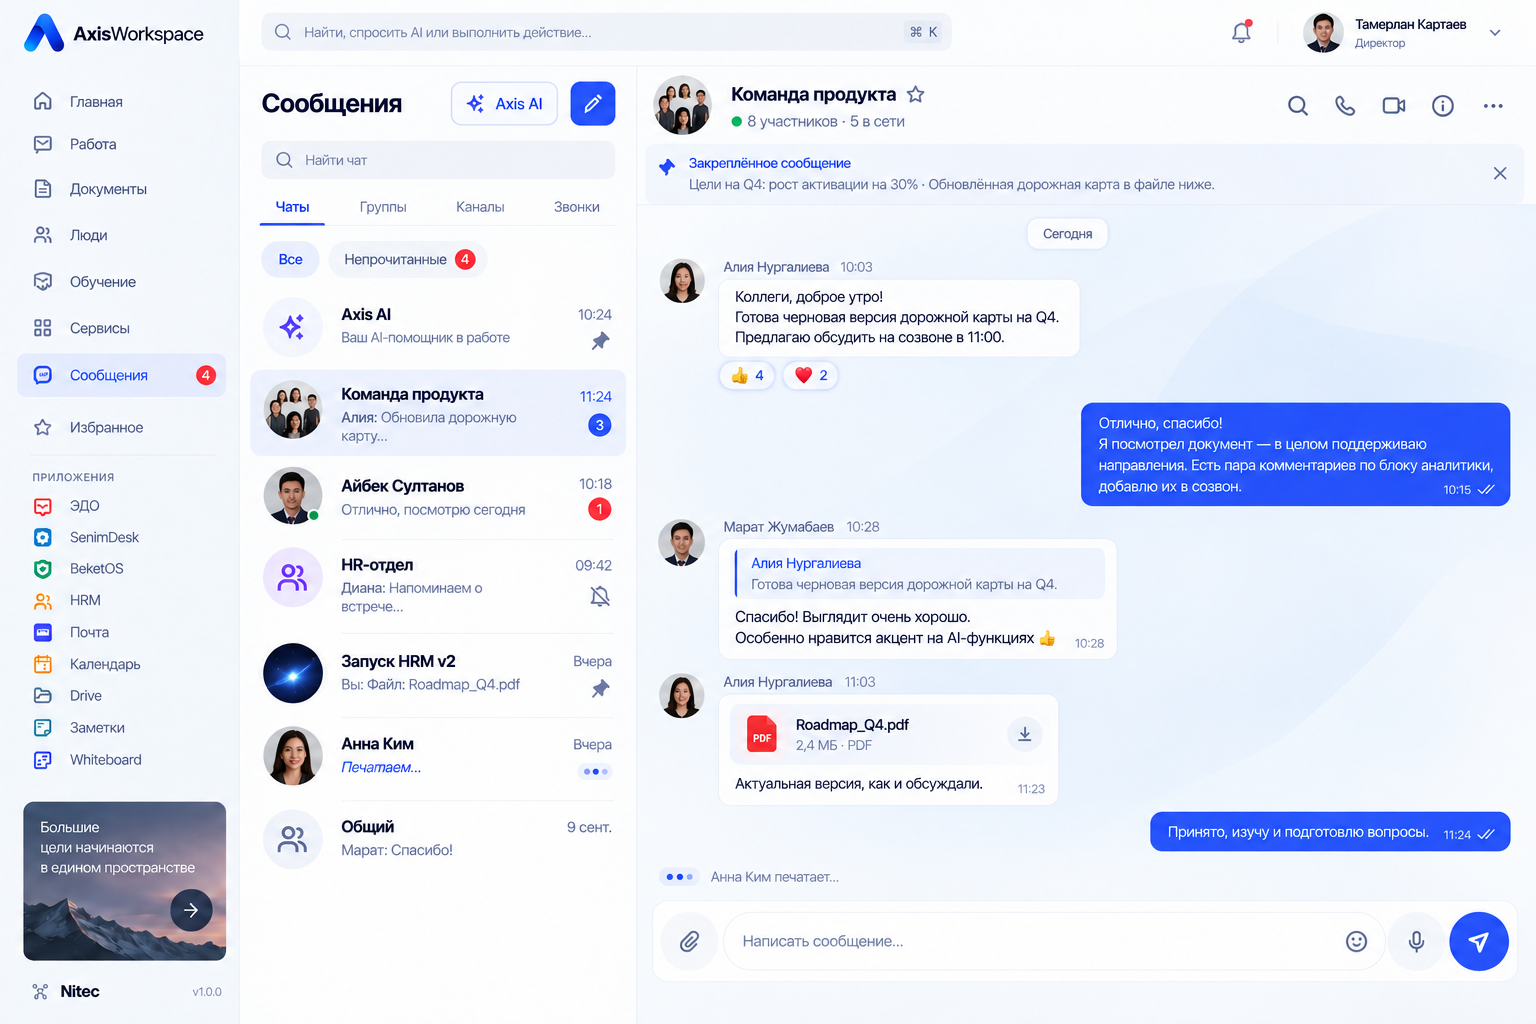 AxisWorkspace
Найти, спросить AI или выполнить действие...
⌘ K
Тамерлан Картаев
Директор
Главная
Работа
Документы
Люди
Обучение
Сервисы
Сообщения
4
Избранное
ПРИЛОЖЕНИЯ
ЭДО
SenimDesk
BeketOS
HRM
Почта
Календарь
Drive
Заметки
Whiteboard
Большие
цели начинаются
в едином пространстве
Nitec
v1.0.0
Сообщения
Axis AI
Найти чат
Чаты
Группы
Каналы
Звонки
Все
Непрочитанные 4
Axis AI
10:24
Ваш AI-помощник в работе
Команда продукта
11:24
Алия: Обновила дорожную
карту...
3
Айбек Султанов
10:18
Отлично, посмотрю сегодня
1
HR-отдел
09:42
Диана: Напоминаем о
встрече...
Запуск HRM v2
Вчера
Вы: Файл: Roadmap_Q4.pdf
Анна Ким
Вчера
Печатаем...
Общий
9 сент.
Марат: Спасибо!
Команда продукта
8 участников · 5 в сети
Закреплённое сообщение
Цели на Q4: рост активации на 30% · Обновлённая дорожная карта в файле ниже.
Сегодня
Алия Нургалиева 10:03
Коллеги, доброе утро!
Готова черновая версия дорожной карты на Q4.
Предлагаю обсудить на созвоне в 11:00.
👍 4
❤️ 2
Отлично, спасибо!
Я посмотрел документ — в целом поддерживаю
направления. Есть пара комментариев по блоку аналитики,
добавлю их в созвон.
10:15
Марат Жумабаев 10:28
Алия Нургалиева
Готова черновая версия дорожной карты на Q4.
Спасибо! Выглядит очень хорошо.
Особенно нравится акцент на AI-функциях 👍
10:28
Алия Нургалиева 11:03
PDF
Roadmap_Q4.pdf
2,4 МБ · PDF
Актуальная версия, как и обсуждали.
11:23
Принято, изучу и подготовлю вопросы.
11:24
Анна Ким печатает...
Написать сообщение...